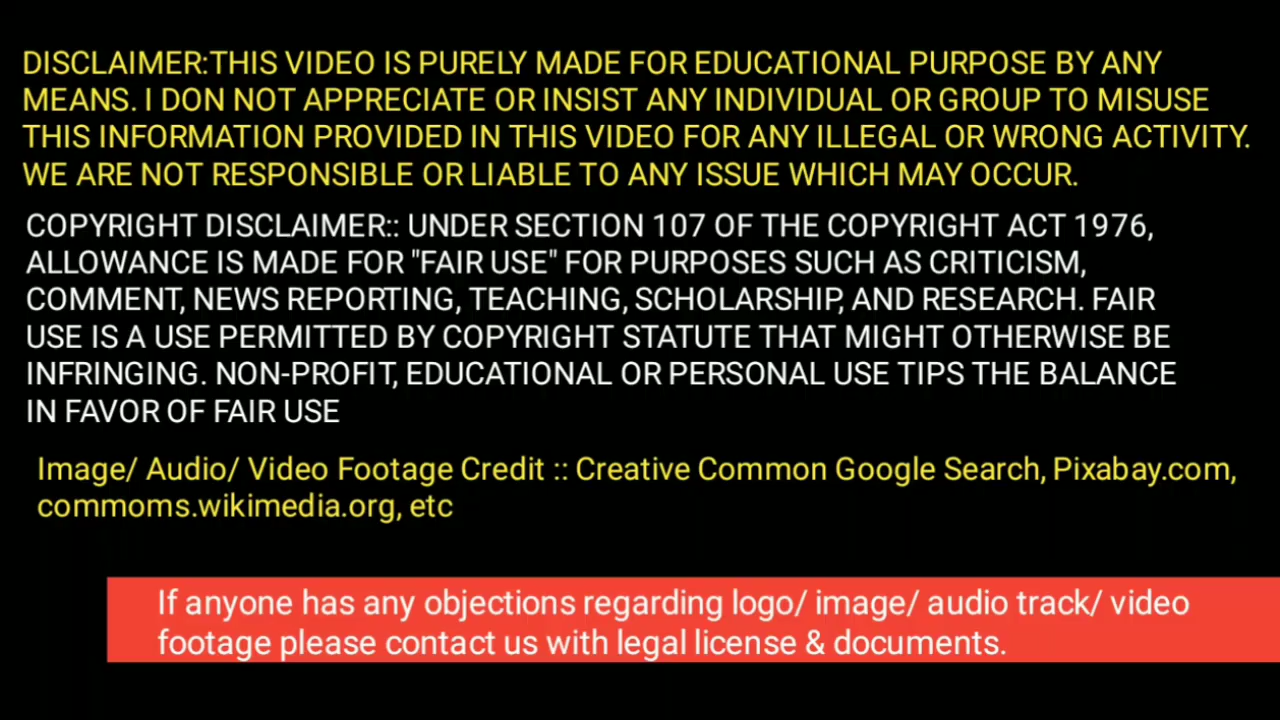 DISCLAIMER:THIS VIDEO IS PURELY MADE FOR EDUCATIONAL PURPOSE BY ANY
MEANS. I DON NOT APPRECIATE OR INSIST ANY INDIVIDUAL OR GROUP TO MISUSE
THIS INFORMATION PROVIDED IN THIS VIDEO FOR ANY ILLEGAL OR WRONG ACTIVITY.
WE ARE NOT RESPONSIBLE OR LIABLE TO ANY ISSUE WHICH MAY OCCUR.
COPYRIGHT DISCLAIMER:: UNDER SECTION 107 OF THE COPYRIGHT ACT 1976,
ALLOWANCE IS MADE FOR "FAIR USE" FOR PURPOSES SUCH AS CRITICISM,
COMMENT, NEWS REPORTING, TEACHING, SCHOLARSHIP, AND RESEARCH. FAIR
USE IS A USE PERMITTED BY COPYRIGHT STATUTE THAT MIGHT OTHERWISE BE
INFRINGING. NON-PROFIT, EDUCATIONAL OR PERSONAL USE TIPS THE BALANCE
IN FAVOR OF FAIR USE
Image/ Audio/ Video Footage Credit :: Creative Common Google Search, Pixabay.com,
commoms.wikimedia.org, etc
If anyone has any objections regarding logo/ image/ audio track/ video
footage please contact us with legal license & documents.